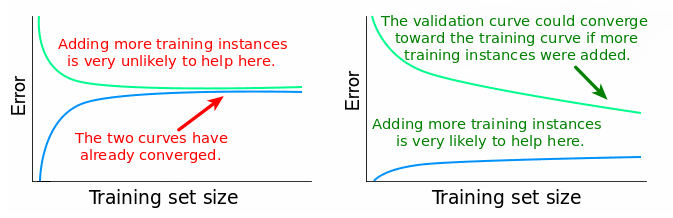 Error
Adding more training instances
is very unlikely to help here.
The two curves have
already converged.
Training set size
Error
The validation curve could converge
toward the training curve if more
training instances were added.
Adding more training instances
is very likely to help here.
Training set size